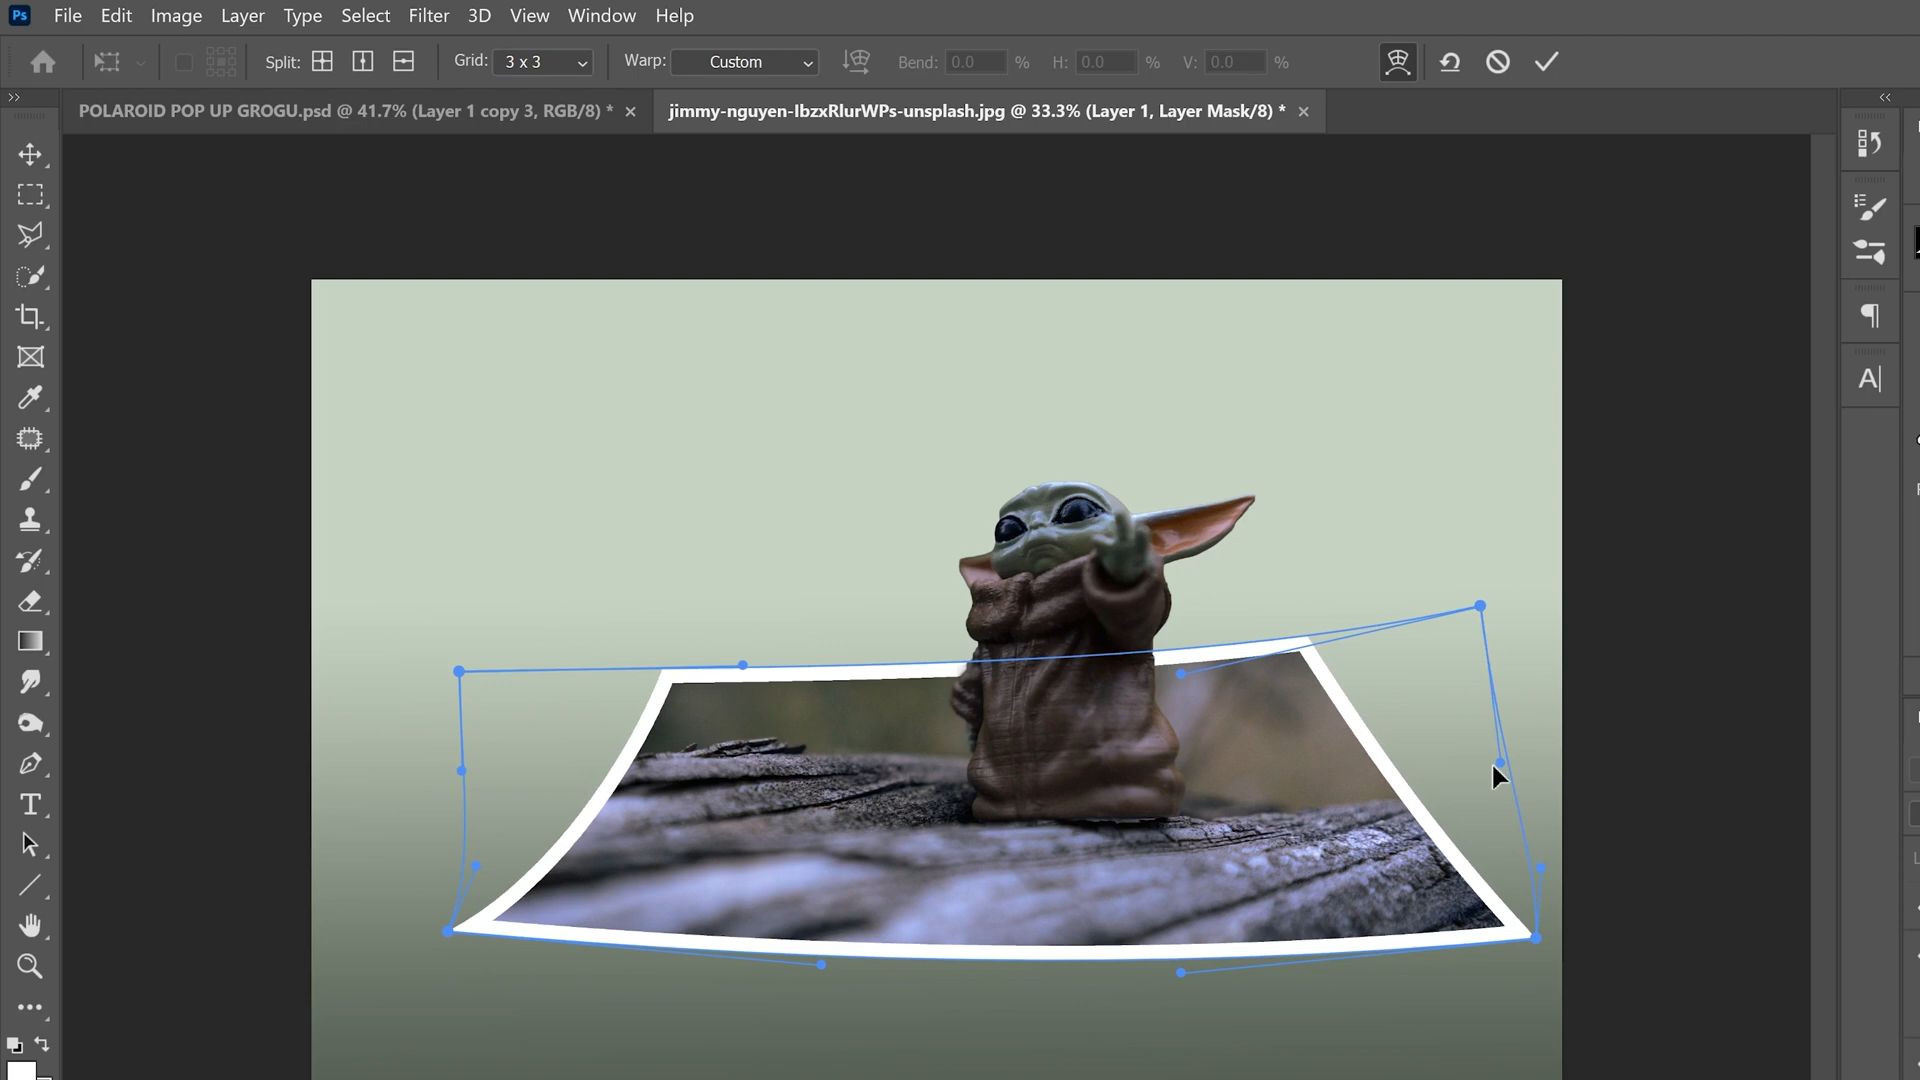 Ps File Edit Image Layer Type Select Filter 3D View Window Help
Split: Grid: 3 x 3 Warp: Custom Bend: 0.0 % H: 0.0 % V: 0.0 %
POLAROID POP UP GROGU.psd @ 41.7% (Layer 1 copy 3, RGB/8) * × jimmy-nguyen-IbzxRlurWPs-unsplash.jpg @ 33.3% (Layer 1, Layer Mask/8) * ×